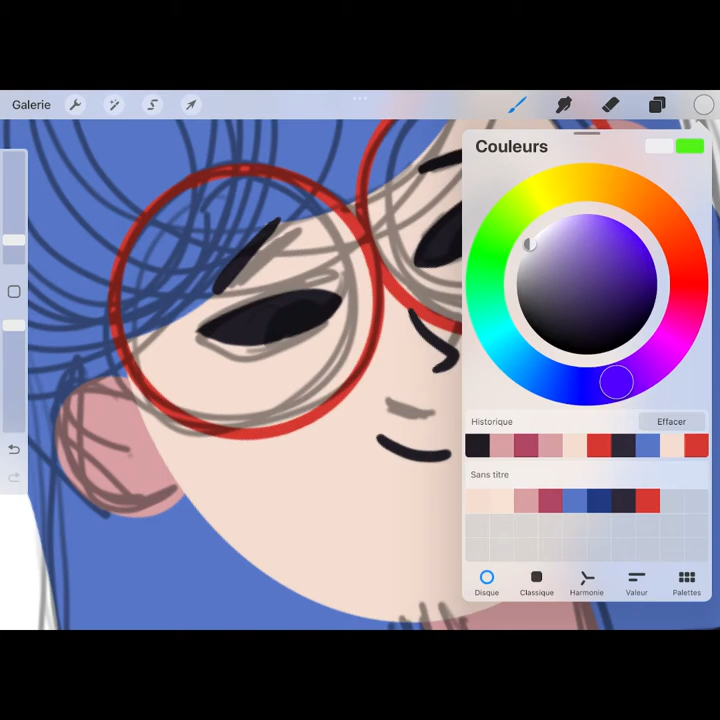 Galerie
Couleurs
Historique
Effacer
Sans titre
Disque
Classique
Harmonie
Valeur
Palettes